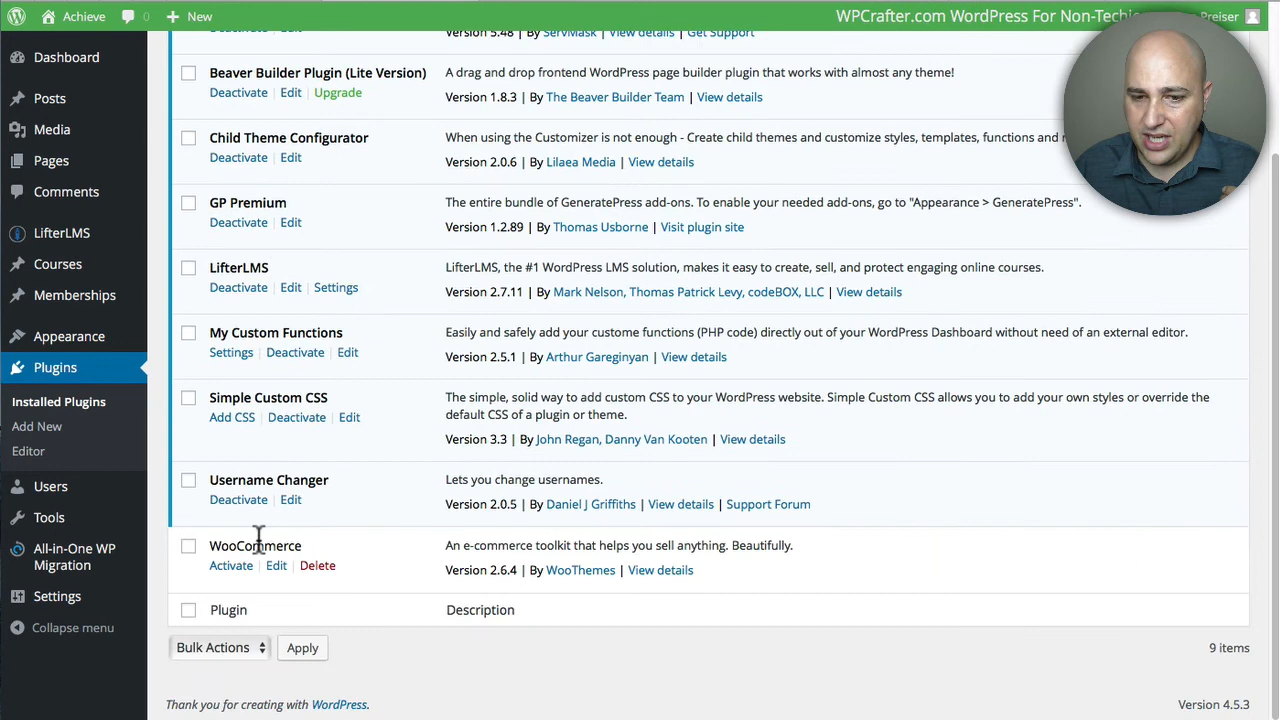 Achieve 0 New WPCrafter.com WordPress For Non-Techi Preiser
Dashboard
Posts
Media
Pages
Comments
LifterLMS
Courses
Memberships
Appearance
Plugins
Installed Plugins
Add New
Editor
Users
Tools
All-in-One WP
Migration
Settings
Collapse menu
Deactivate | Edit Version 5.48 | By ServMask | View details | Get Support
Beaver Builder Plugin (Lite Version) A drag and drop frontend WordPress page builder plugin that works with almost any theme!
Deactivate | Edit | Upgrade Version 1.8.3 | By The Beaver Builder Team | View details
Child Theme Configurator When using the Customizer is not enough - Create child themes and customize styles, templates, functions and
Deactivate | Edit Version 2.0.6 | By Lilaea Media | View details
GP Premium The entire bundle of GeneratePress add-ons. To enable your needed add-ons, go to "Appearance > GeneratePress".
Deactivate | Edit Version 1.2.89 | By Thomas Usborne | Visit plugin site
LifterLMS LifterLMS, the #1 WordPress LMS solution, makes it easy to create, sell, and protect engaging online courses.
Deactivate | Edit | Settings Version 2.7.11 | By Mark Nelson, Thomas Patrick Levy, codeBOX, LLC | View details
My Custom Functions Easily and safely add your custome functions (PHP code) directly out of your WordPress Dashboard without need of an external editor.
Settings | Deactivate | Edit Version 2.5.1 | By Arthur Gareginyan | View details
Simple Custom CSS The simple, solid way to add custom CSS to your WordPress website. Simple Custom CSS allows you to add your own styles or override the
Add CSS | Deactivate | Edit default CSS of a plugin or theme.
Version 3.3 | By John Regan, Danny Van Kooten | View details
Username Changer Lets you change usernames.
Deactivate | Edit Version 2.0.5 | By Daniel J Griffiths | View details | Support Forum
WooCommerce An e-commerce toolkit that helps you sell anything. Beautifully.
Activate | Edit | Delete Version 2.6.4 | By WooThemes | View details
Plugin Description
Bulk Actions Apply 9 items
Thank you for creating with WordPress. Version 4.5.3